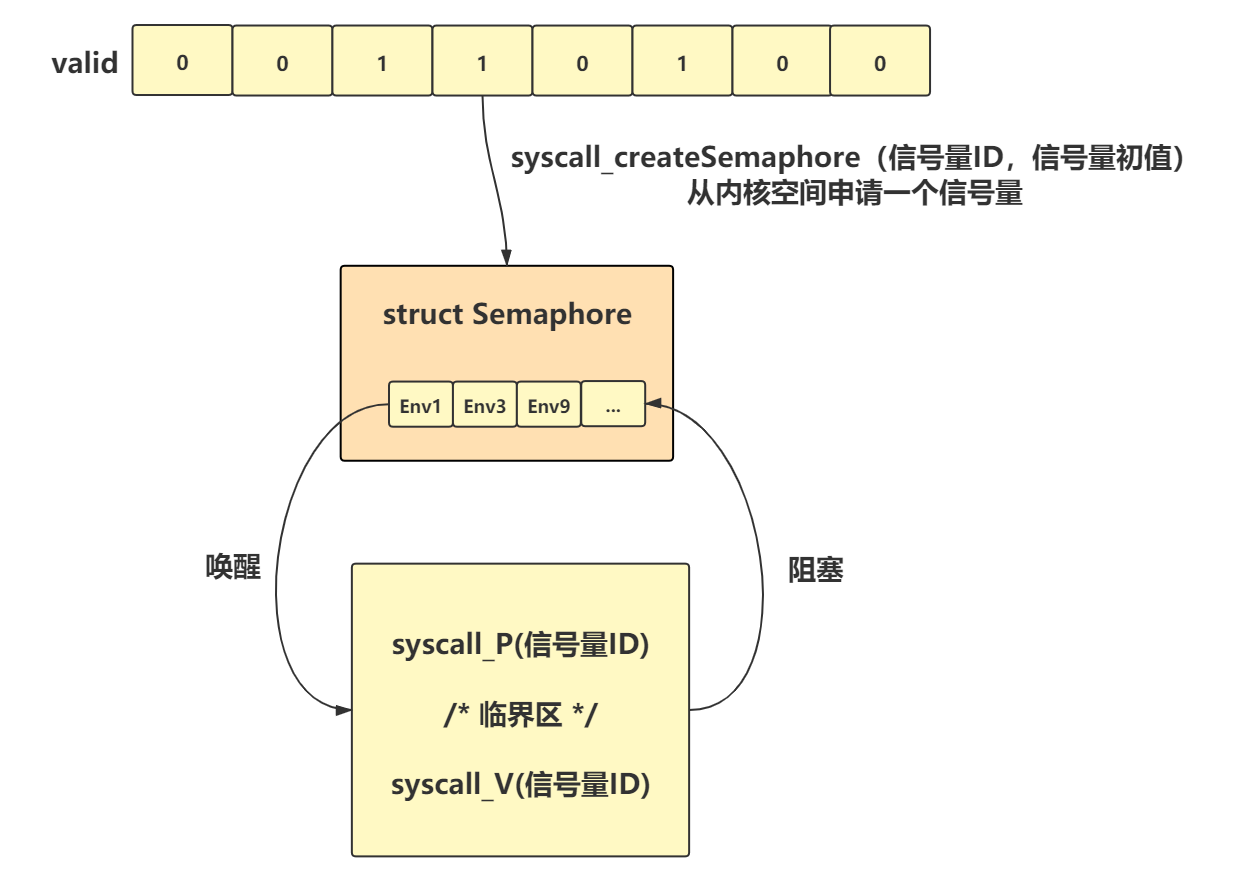 valid 0 0 1 1 0 1 0 0
syscall_createSemaphore（信号量ID，信号量初值）
从内核空间申请一个信号量
struct Semaphore
Env1 Env3 Env9 ...
唤醒
阻塞
syscall_P(信号量ID)
/* 临界区 */
syscall_V(信号量ID)